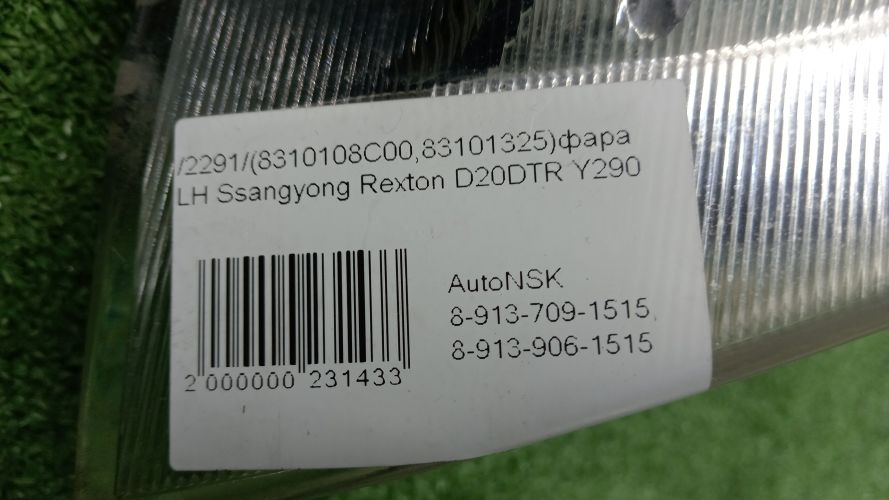 /2291/(8310108C00,83101325)фара
LH Ssangyong Rexton D20DTR Y290
AutoNSK
8-913-709-1515,
8-913-906-1515
2 000000 231433